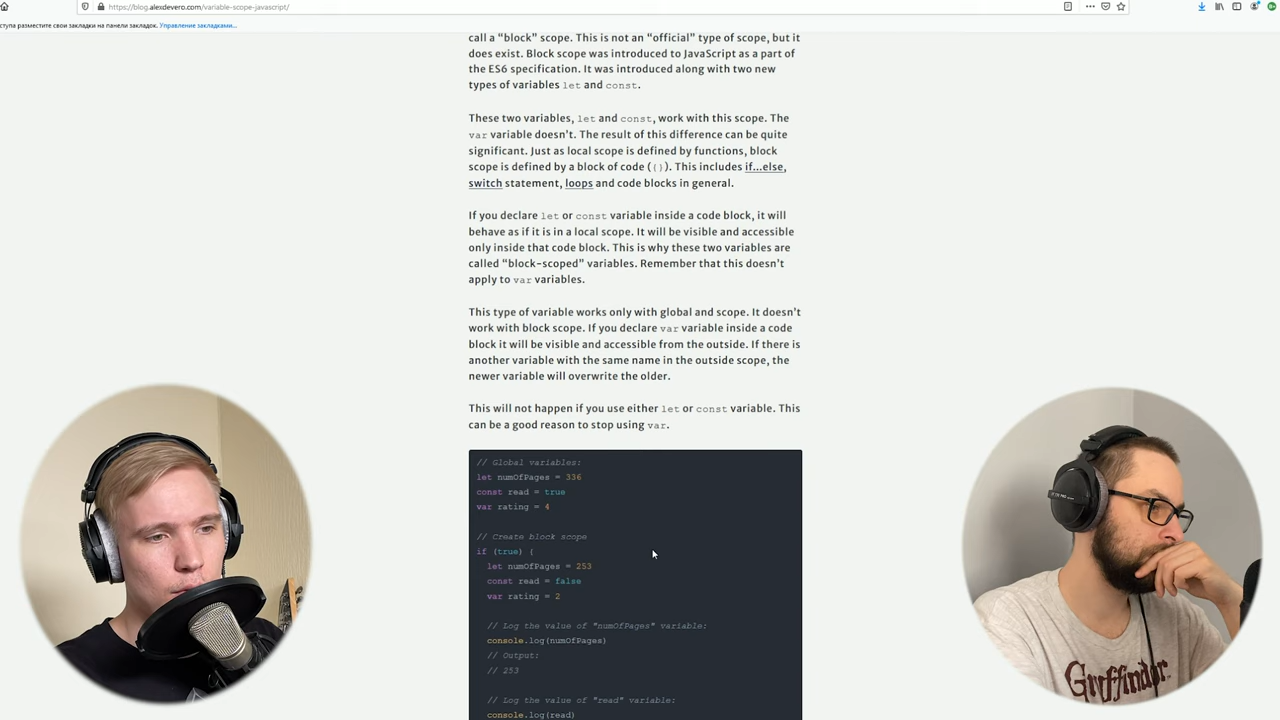 https://blog.alexdevero.com/variable-scope-javascript/
ступа разместите свои закладки на панели закладок. Управление закладками...
call a “block” scope. This is not an “official” type of scope, but it
does exist. Block scope was introduced to JavaScript as a part of
the ES6 specification. It was introduced along with two new
types of variables let and const.
These two variables, let and const, work with this scope. The
var variable doesn’t. The result of this difference can be quite
significant. Just as local scope is defined by functions, block
scope is defined by a block of code ({}). This includes if…else,
switch statement, loops and code blocks in general.
If you declare let or const variable inside a code block, it will
behave as if it is in a local scope. It will be visible and accessible
only inside that code block. This is why these two variables are
called “block-scoped” variables. Remember that this doesn’t
apply to var variables.
This type of variable works only with global and scope. It doesn’t
work with block scope. If you declare var variable inside a code
block it will be visible and accessible from the outside. If there is
another variable with the same name in the outside scope, the
newer variable will overwrite the older.
This will not happen if you use either let or const variable. This
can be a good reason to stop using var.
// Global variables:
let numOfPages = 336
const read = true
var rating = 4
// Create block scope
if (true) {
let numOfPages = 253
const read = false
var rating = 2
// Log the value of "numOfPages" variable:
console.log(numOfPages)
// Output:
// 253
// Log the value of "read" variable:
console.log(read)
Gryffindor